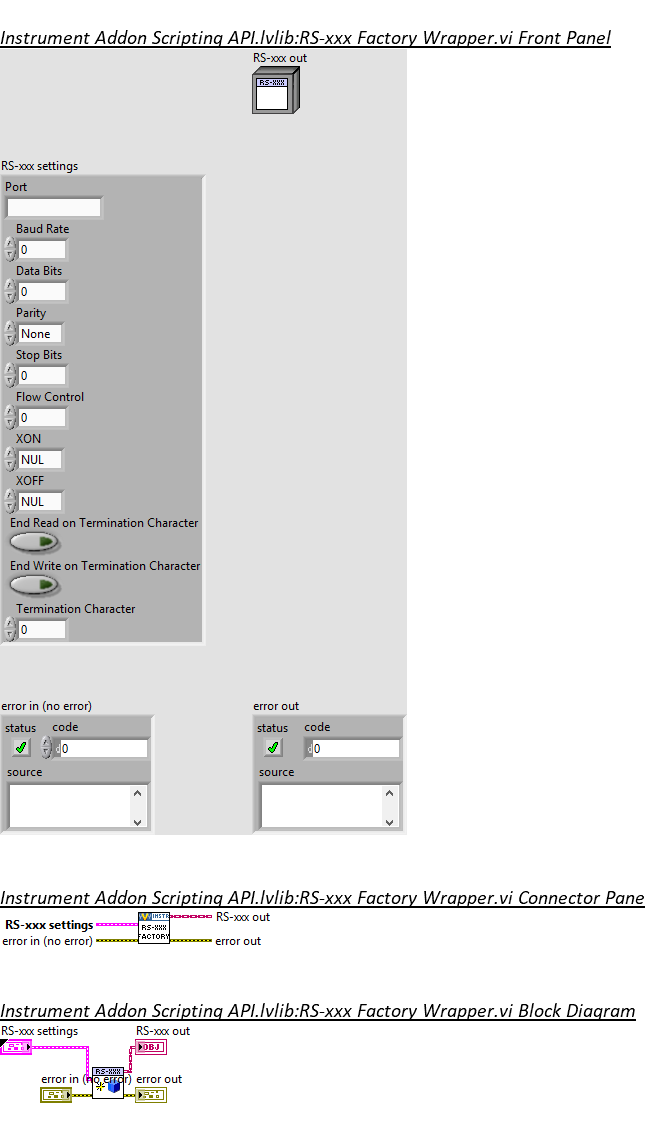 Instrument Addon Scripting API.lvlib:RS-xxx Factory Wrapper.vi Front Panel
RS-xxx out
RS-XXX
RS-xxx settings
Port
Baud Rate
0
Data Bits
0
Parity
None
Stop Bits
0
Flow Control
0
XON
NUL
XOFF
NUL
End Read on Termination Character
End Write on Termination Character
Termination Character
0
error in (no error)
error out
status code
status code
0
d0
source
source
Instrument Addon Scripting API.lvlib:RS-xxx Factory Wrapper.vi Connector Pane
RS-xxx settings
INSTR
RS-xxx out
RS-XXX
error in (no error)
FACTORY
error out
Instrument Addon Scripting API.lvlib:RS-xxx Factory Wrapper.vi Block Diagram
RS-xxx settings
RS-xxx out
OBJ
RS-XXX
error in (no error)
error out